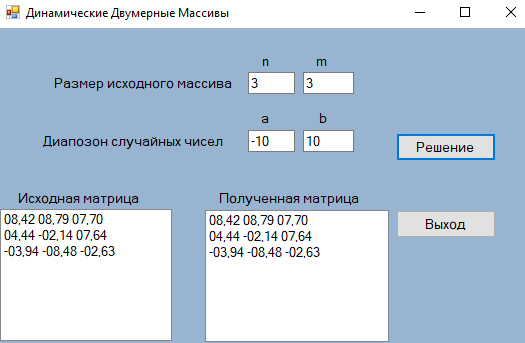 Динамические Двумерные Массивы
n m
Размер исходного массива 3 3
a b
Диапозон случайных чисел -10 10
Решение
Исходная матрица Полученная матрица
08,42 08,79 07,70 08,42 08,79 07,70
04,44 -02,14 07,64 04,44 -02,14 07,64
-03,94 -08,48 -02,63 -03,94 -08,48 -02,63
Выход